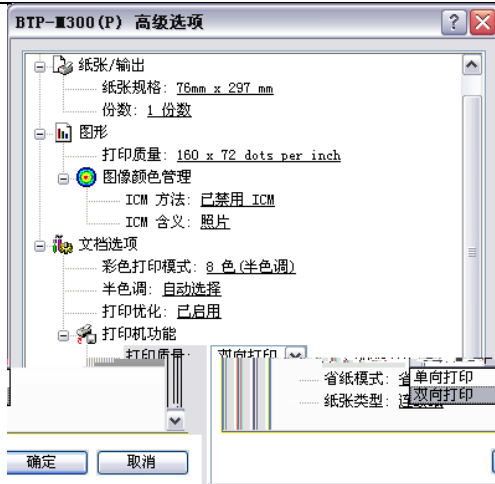 BTP-M300(P) 高级选项
纸张/输出
纸张规格: 76mm x 297 mm
份数: 1 份数
图形
打印质量: 160 x 72 dots per inch
图像颜色管理
ICM 方法: 已禁用 ICM
ICM 含义: 照片
文档选项
彩色打印模式: 8 色(半色调)
半色调: 自动选择
打印优化: 已启用
打印机功能
打印质量: 双向打印
省纸模式: 省
单向打印
纸张类型: 连
双向打印
确定
取消